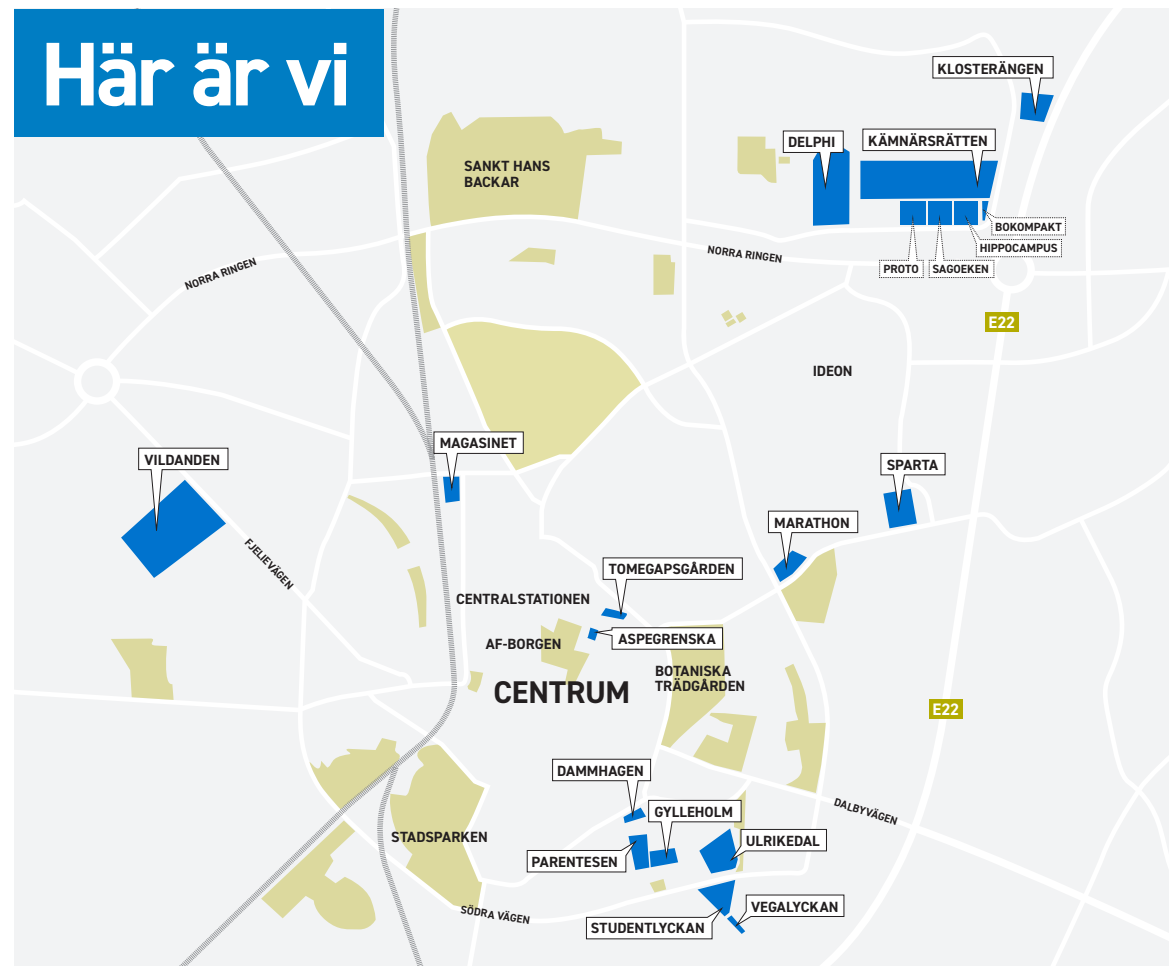 Här är vi
KLOSTERÄNGEN
DELPHI
KÄMNÄRSRÄTTEN
SANKT HANS
BACKAR
BOKOMPAKT
HIPPOCAMPUS
NORRA RINGEN
NORRA RINGEN
PROTO
SAGOEKEN
E22
IDEON
MAGASINET
VILDANDEN
SPARTA
MARATHON
FJELIEVÄGEN
TOMEGAPSGÅRDEN
CENTRALSTATIONEN
ASPEGRENSKA
AF-BORGEN
BOTANISKA
TRÄDGÅRDEN
CENTRUM
E22
DAMMHAGEN
GYLLEHOLM
DALBYVÄGEN
STADSPARKEN
ULRIKEDAL
PARENTESEN
VEGALYCKAN
SÖDRA VÄGEN
STUDENTLYCKAN